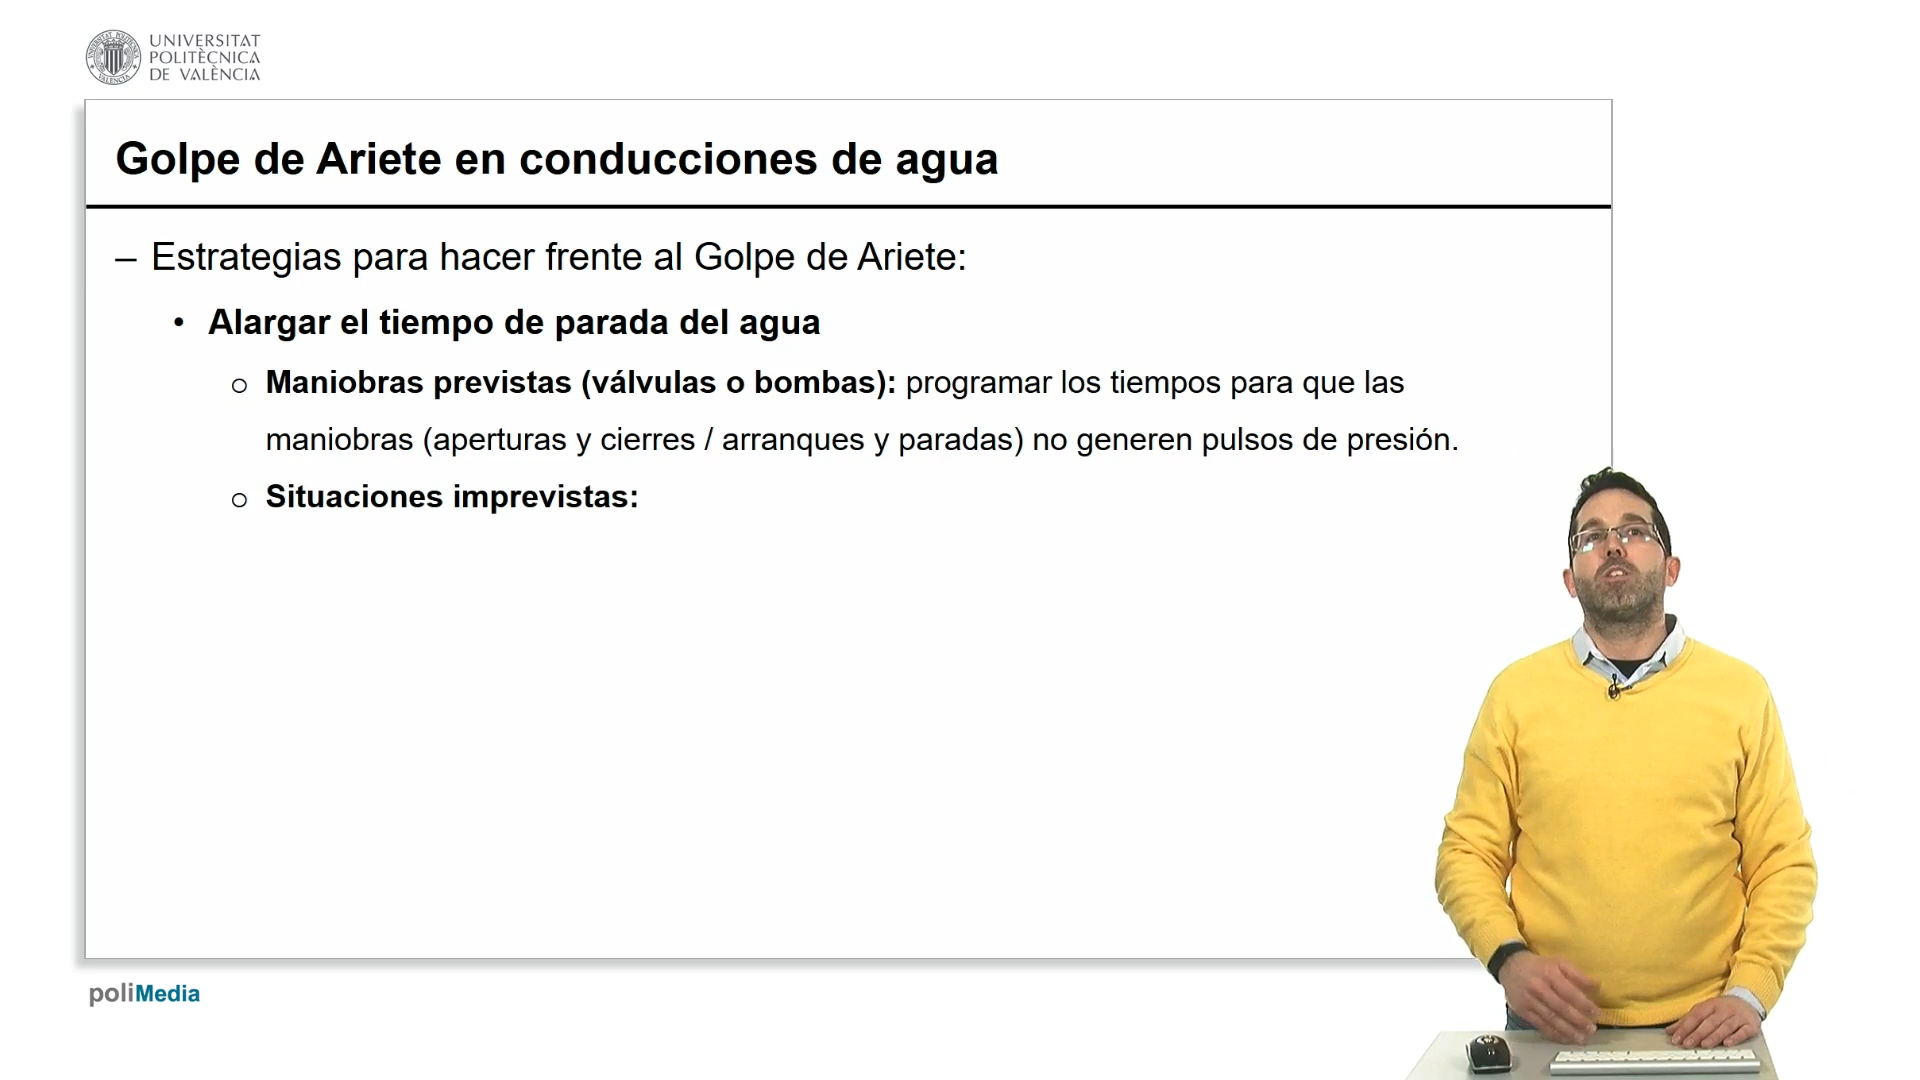 UNIVERSITAT
POLITÈCNICA
DE VALÈNCIA
Golpe de Ariete en conducciones de agua
– Estrategias para hacer frente al Golpe de Ariete:
• Alargar el tiempo de parada del agua
o Maniobras previstas (válvulas o bombas): programar los tiempos para que las
maniobras (aperturas y cierres / arranques y paradas) no generen pulsos de presión.
o Situaciones imprevistas:
poliMedia